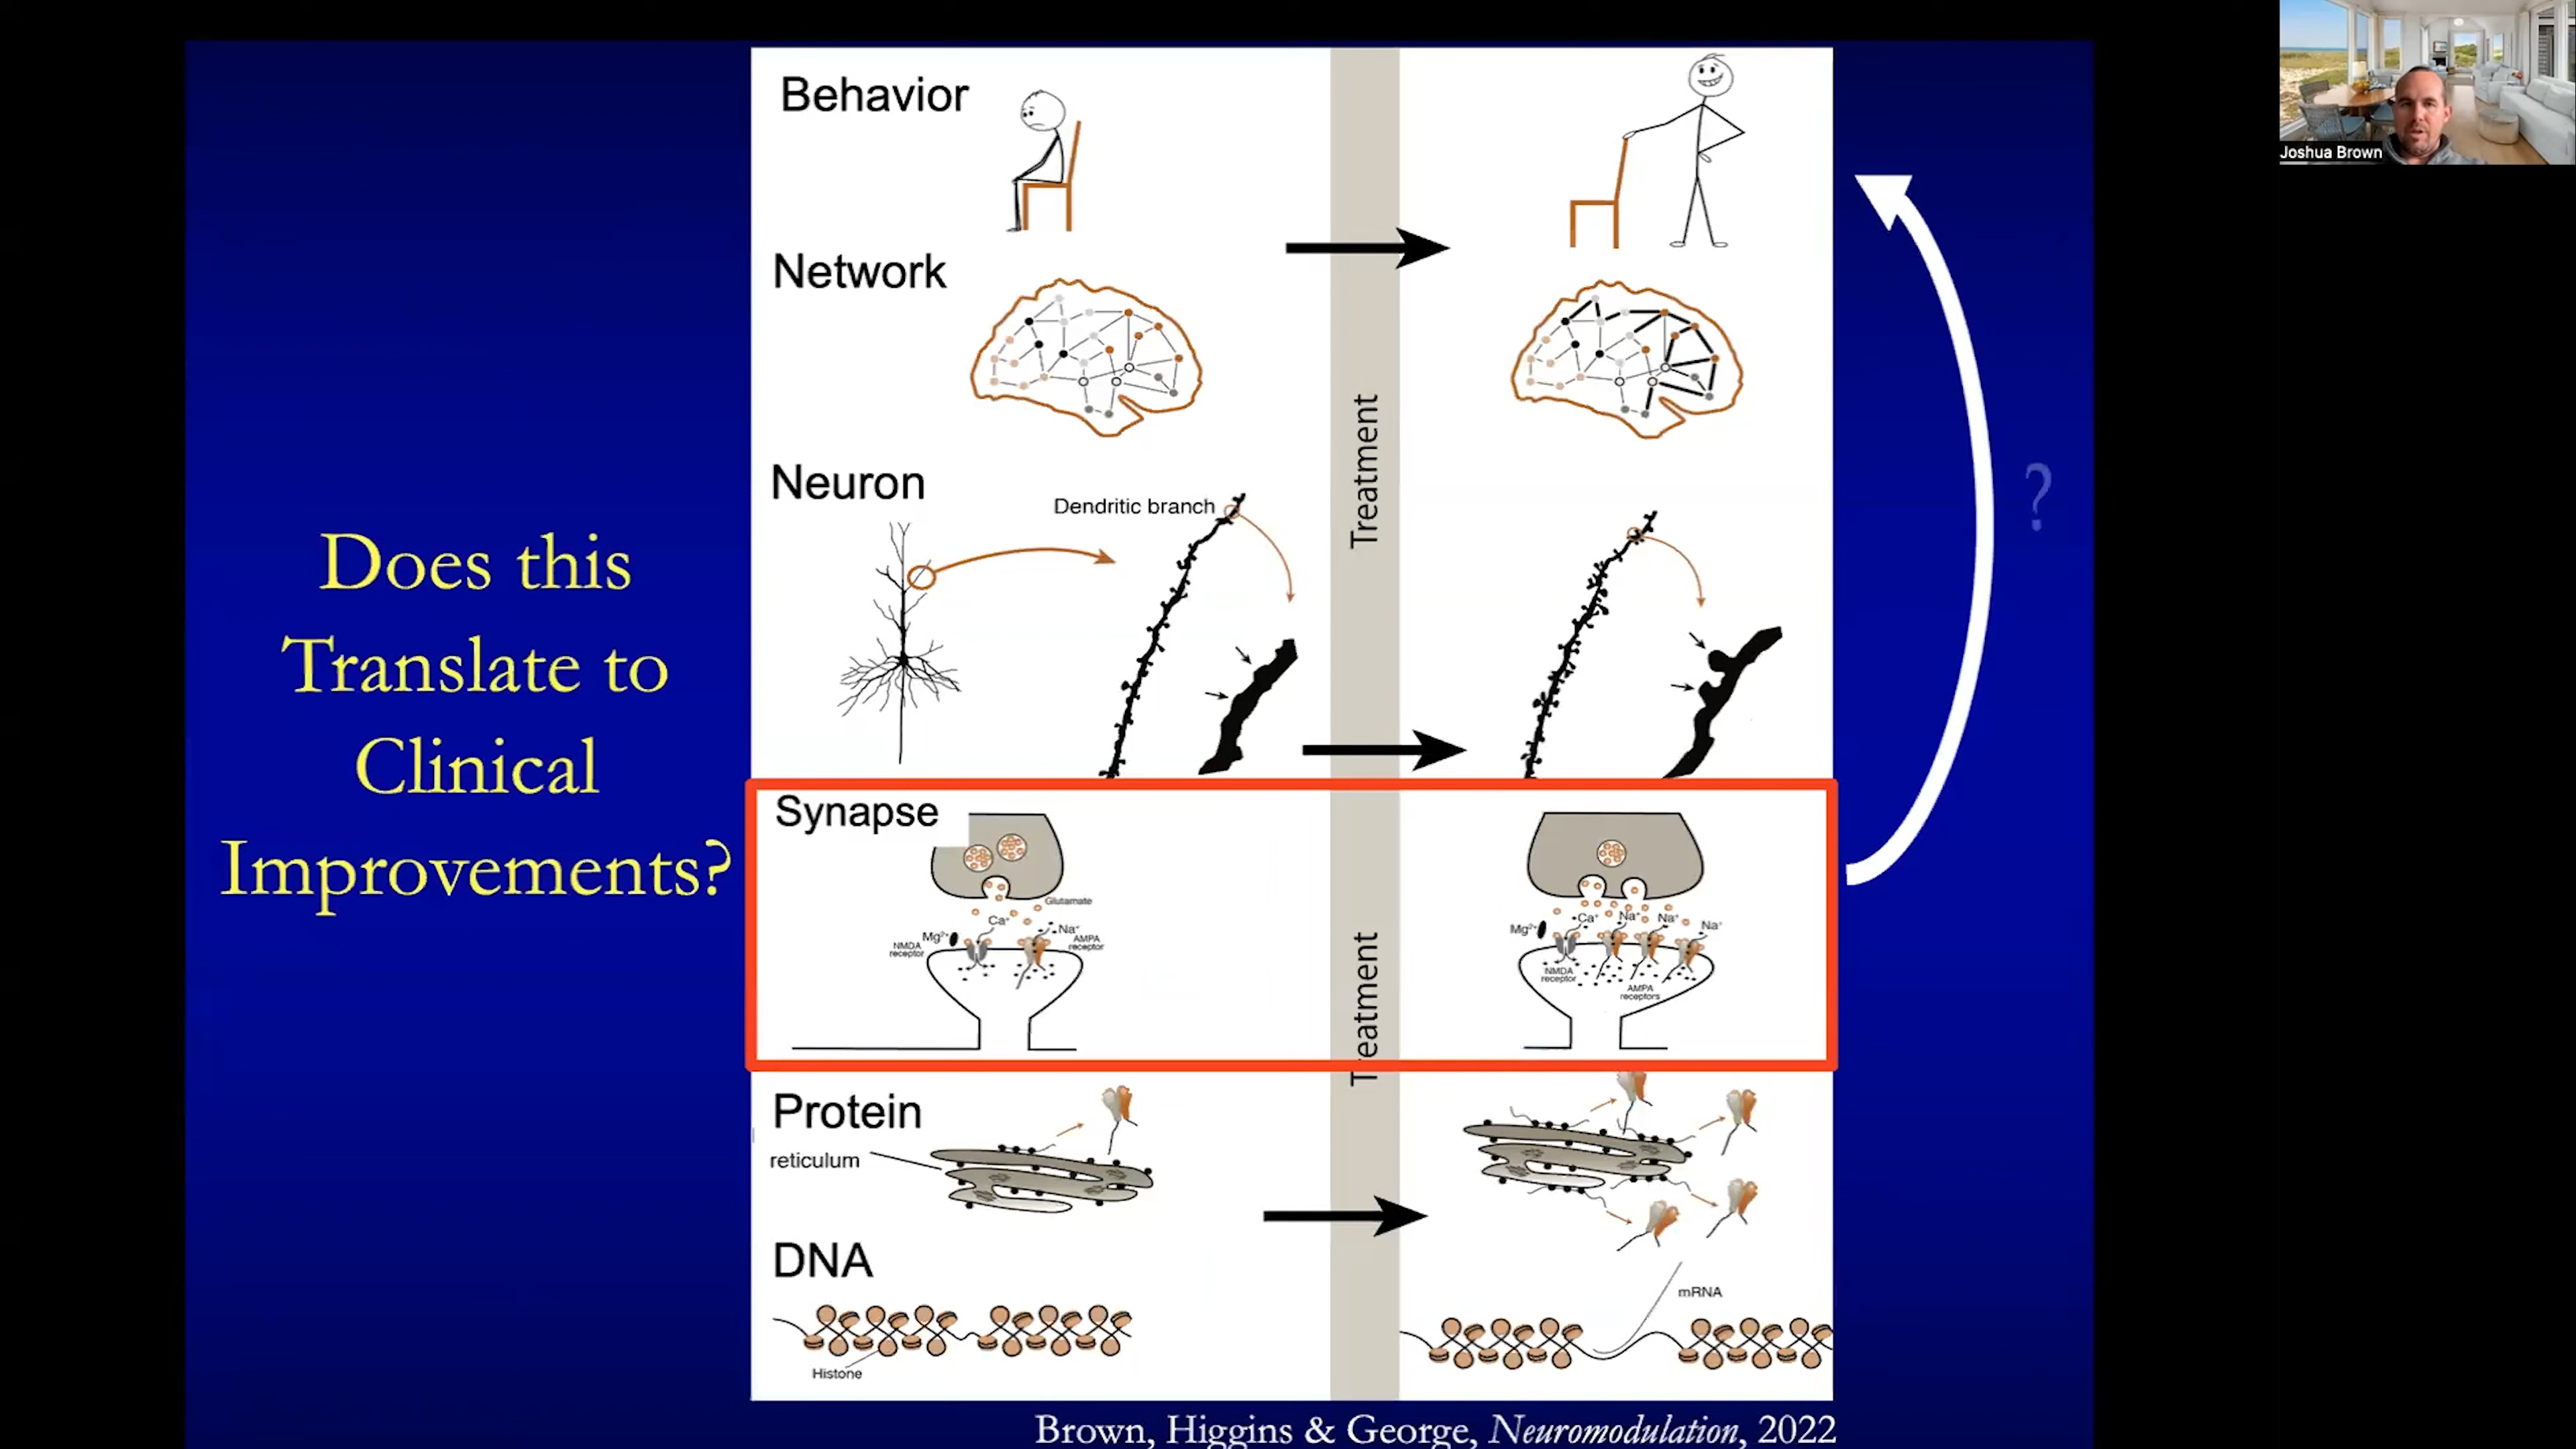 Joshua Brown
Does this
Translate to
Clinical
Improvements?
Behavior
Network
Neuron
Dendritic branch
Treatment
?
Synapse
Glutamate
Ca⁺
Mg²⁺
Na⁺
NMDA
receptor
AMPA
receptor
Ca⁺
Na⁺
Na⁺
Na⁺
Mg²⁺
NMDA
receptor
AMPA
receptors
Treatment
Protein
reticulum
DNA
mRNA
Histone
Brown, Higgins & George, Neuromodulation, 2022